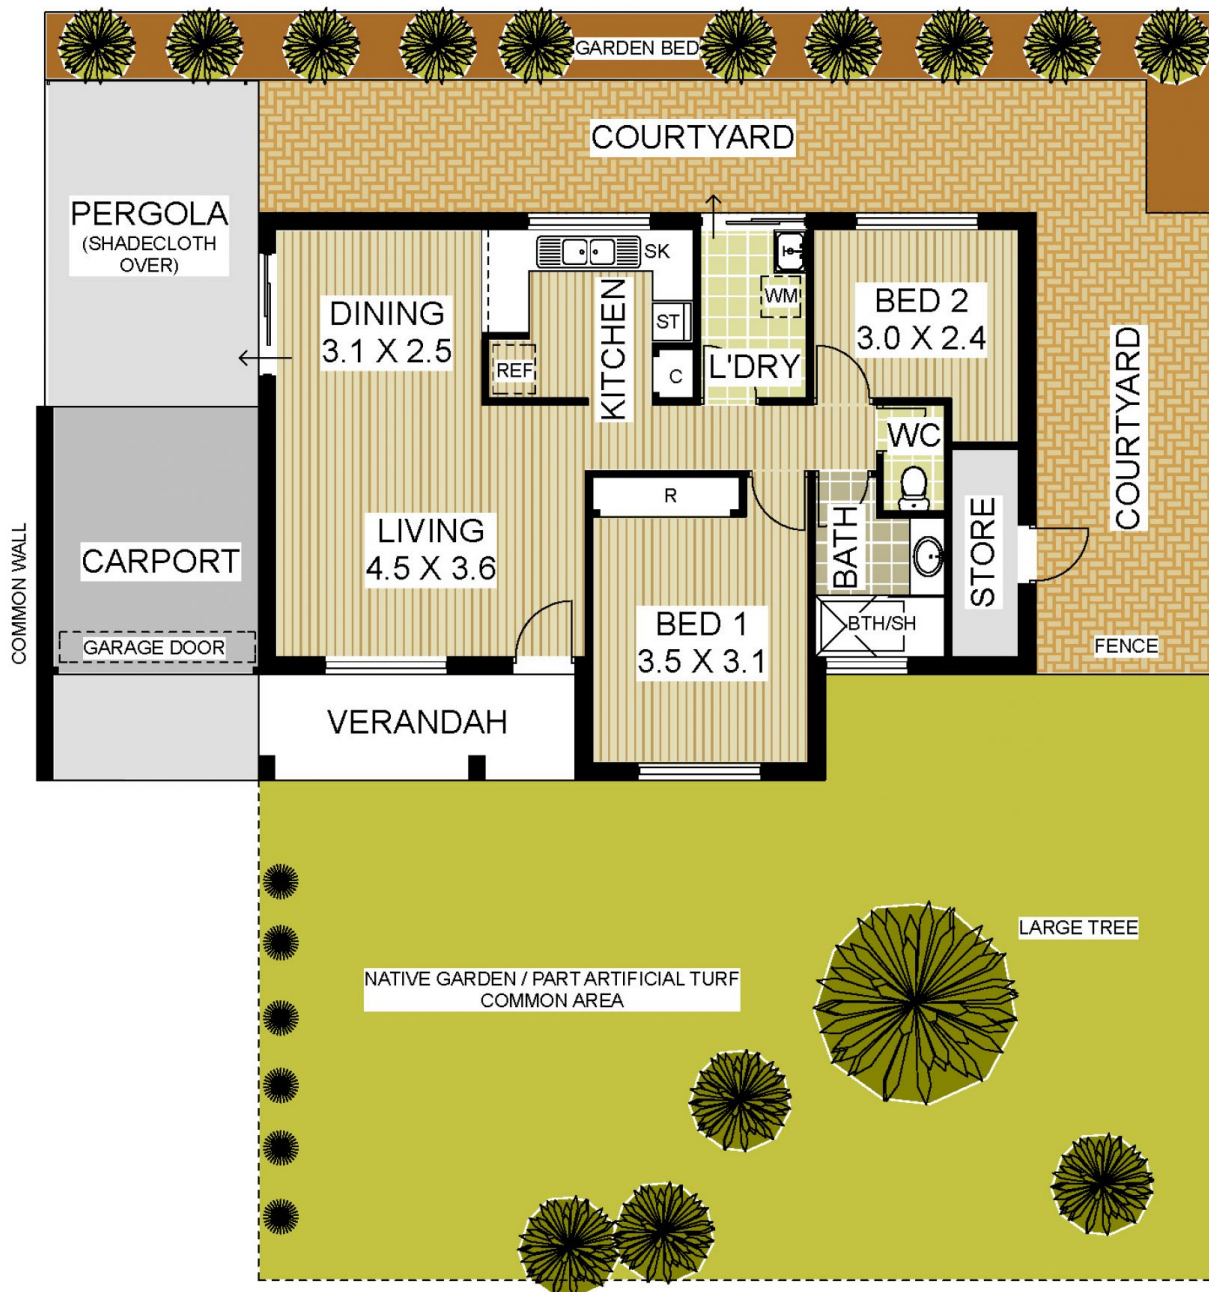 GARDEN BED
COURTYARD
PERGOLA
(SHADECLOTH
OVER)
SK
DINING
3.1 X 2.5
KITCHEN
ST
REF
C
WM
L'DRY
BED 2
3.0 X 2.4
COURTYARD
WC
COMMON WALL
CARPORT
GARAGE DOOR
LIVING
4.5 X 3.6
R
BATH
STORE
BED 1
3.5 X 3.1
BTH/SH
FENCE
VERANDAH
LARGE TREE
NATIVE GARDEN / PART ARTIFICIAL TURF
COMMON AREA